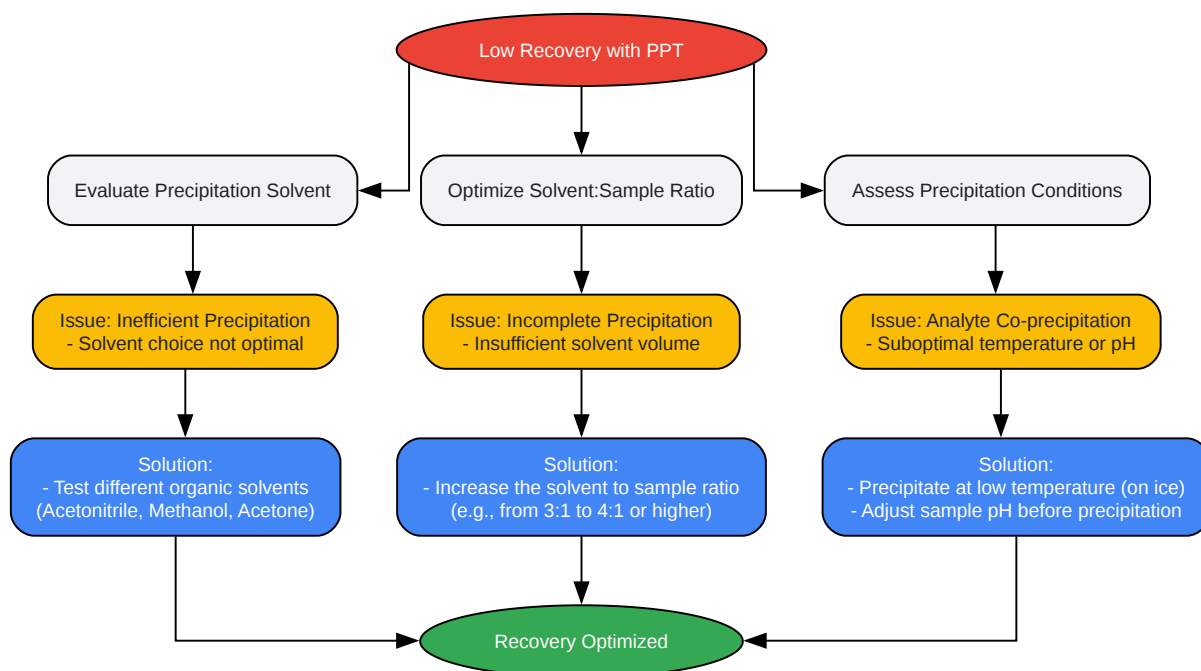 Low Recovery with PPT
Evaluate Precipitation Solvent
Optimize Solvent:Sample Ratio
Assess Precipitation Conditions
Issue: Inefficient Precipitation
- Solvent choice not optimal
Issue: Incomplete Precipitation
- Insufficient solvent volume
Issue: Analyte Co-precipitation
- Suboptimal temperature or pH
Solution:
- Test different organic solvents
(Acetonitrile, Methanol, Acetone)
Solution:
- Increase the solvent to sample ratio
(e.g., from 3:1 to 4:1 or higher)
Solution:
- Precipitate at low temperature (on ice)
- Adjust sample pH before precipitation
Recovery Optimized